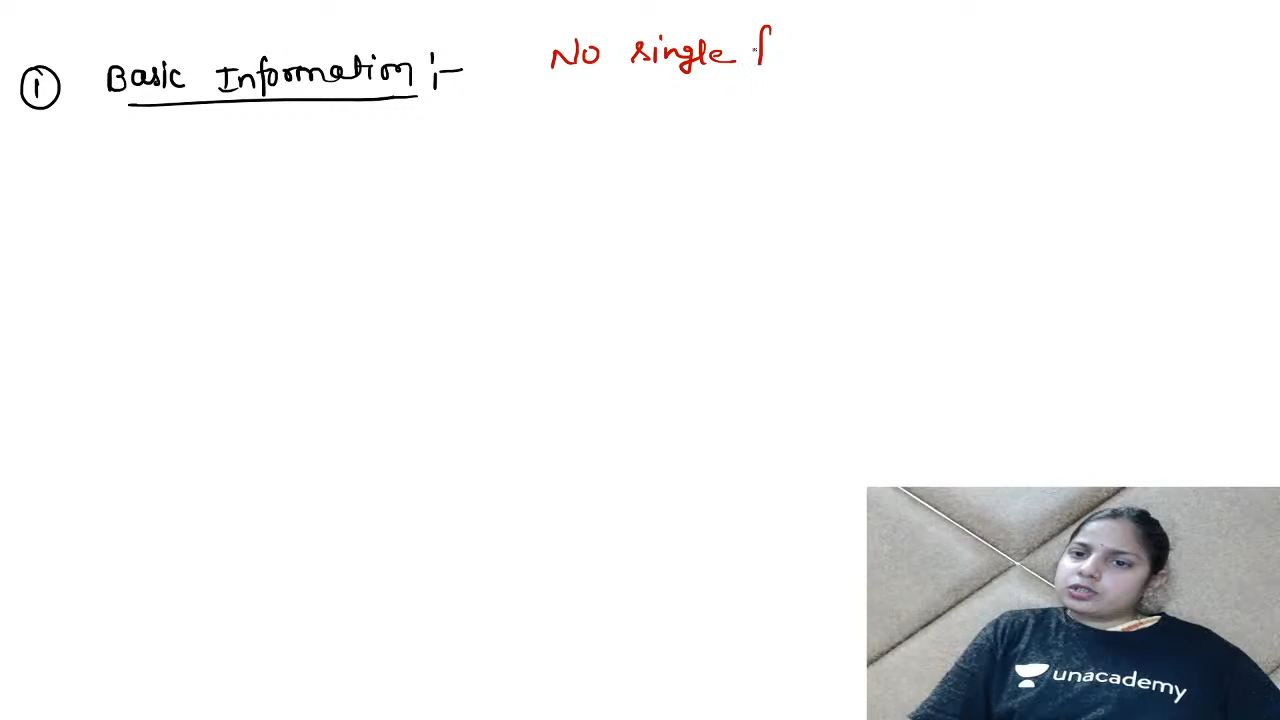 ① Basic Information :-
No single
unacademy